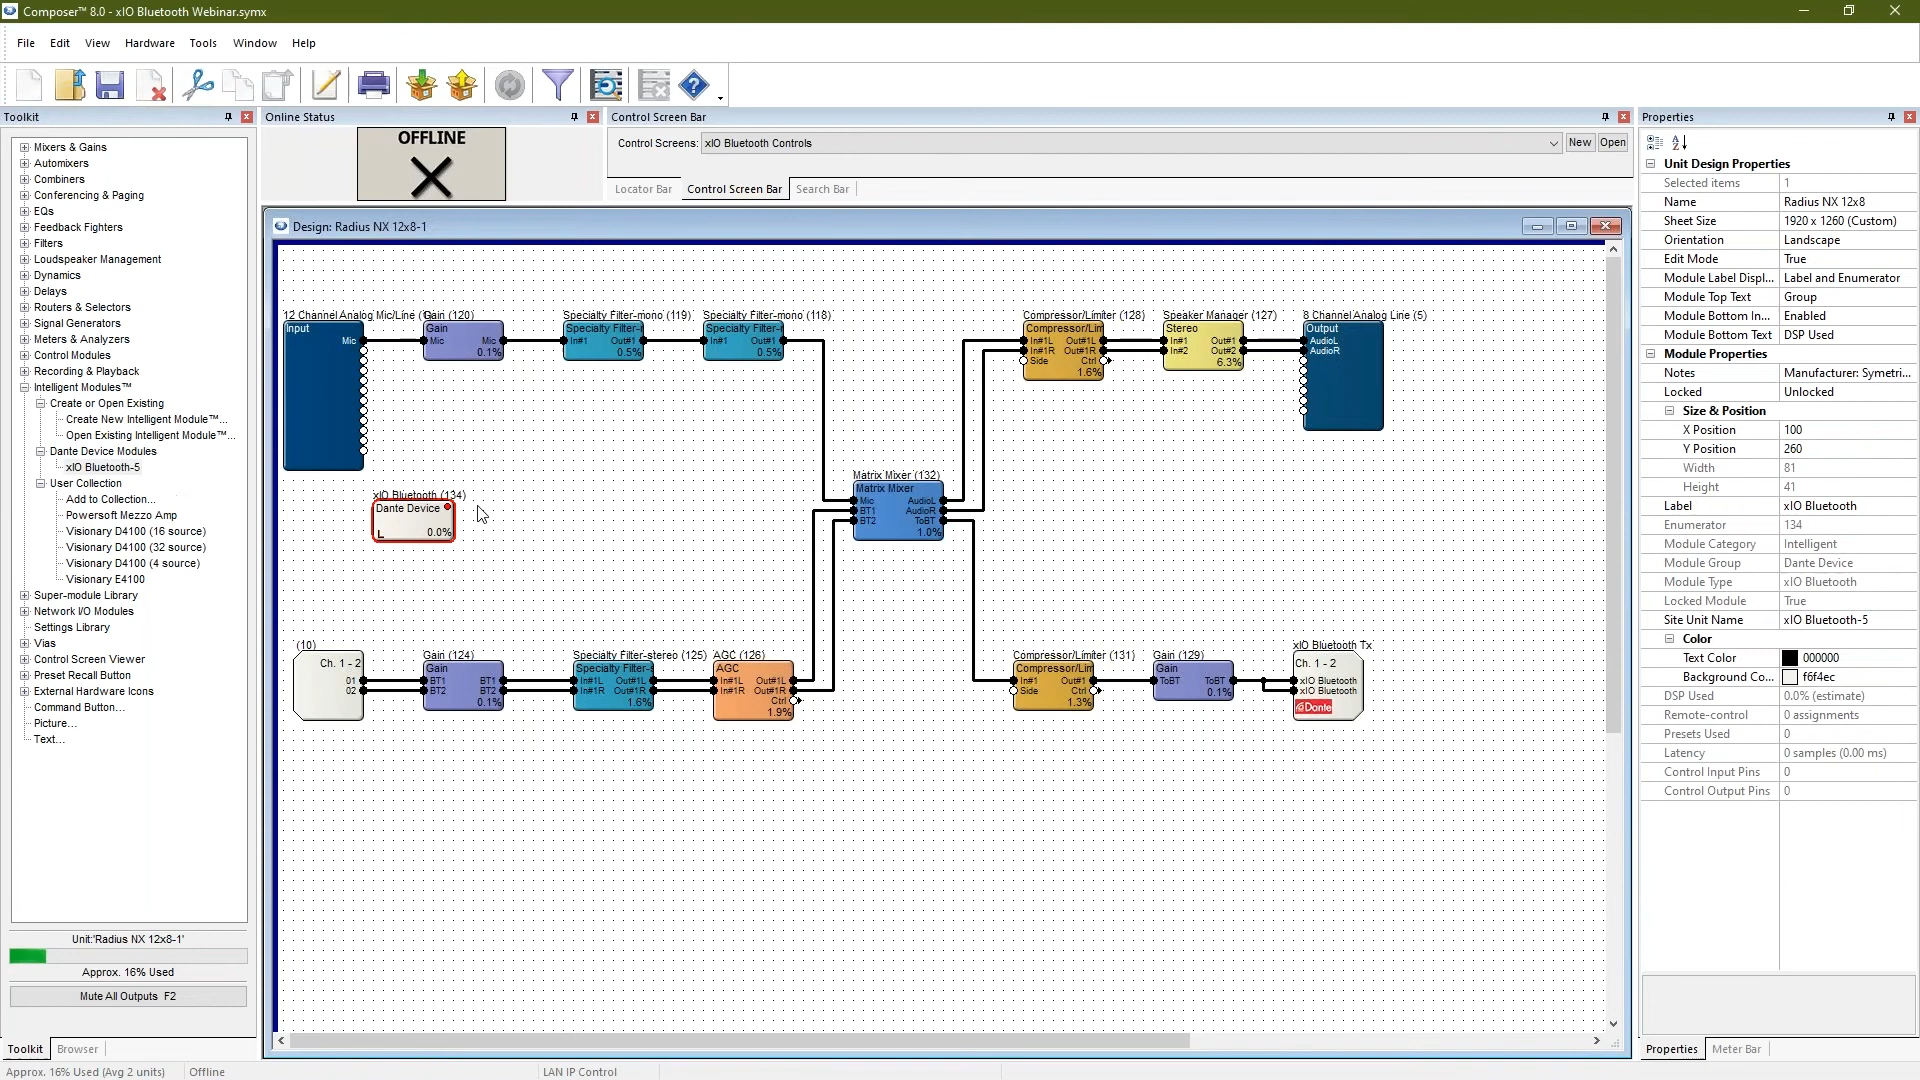 Composer™ 8.0 - xIO Bluetooth Webinar.symx
File Edit View Hardware Tools Window Help
Toolkit
Mixers & Gains
Automixers
Combiners
Conferencing & Paging
EQs
Feedback Fighters
Filters
Loudspeaker Management
Dynamics
Delays
Routers & Selectors
Signal Generators
Meters & Analyzers
Control Modules
Recording & Playback
Intelligent Modules™
Create or Open Existing
Create New Intelligent Module™...
Open Existing Intelligent Module™...
Dante Device Modules
xIO Bluetooth-5
User Collection
Add to Collection...
Powersoft Mezzo Amp
Visionary D4100 (16 source)
Visionary D4100 (32 source)
Visionary D4100 (4 source)
Visionary E4100
Super-module Library
Network I/O Modules
Settings Library
Vias
Control Screen Viewer
Preset Recall Button
External Hardware Icons
Command Button...
Picture...
Text...
Unit:'Radius NX 12x8-1'
Approx. 16% Used
Mute All Outputs F2
Toolkit Browser
Online Status
OFFLINE
Control Screen Bar
Control Screens: xIO Bluetooth Controls New Open
Locator Bar Control Screen Bar Search Bar
Design: Radius NX 12x8-1
12 Channel Analog Mic/Line (
Input
Mic
Gain (120)
Gain
Mic Mic
0.1%
Specialty Filter-mono (119)
Specialty Filter-
In#1 Out#1
0.5%
Specialty Filter-mono (118)
Specialty Filter-
In#1 Out#1
0.5%
Compressor/Limiter (128)
Compressor/Lim
In#1L Out#1L
In#1R Out#1R
Side Ctrl
1.6%
Speaker Manager (127)
Stereo
In#1 Out#1
In#2 Out#2
6.3%
8 Channel Analog Line (5)
Output
AudioL
AudioR
Matrix Mixer (132)
Matrix Mixer
Mic AudioL
BT1 AudioR
BT2 ToBT
1.0%
xIO Bluetooth (134)
Dante Device
L 0.0%
(10)
Ch. 1 - 2
01
02
Gain (124)
Gain
BT1 BT1
BT2 BT2
0.1%
Specialty Filter-stereo (125)
Specialty Filter-s
In#1L Out#1L
In#1R Out#1R
1.6%
AGC (126)
AGC
In#1L Out#1L
In#1R Out#1R
Ctrl
1.9%
Compressor/Limiter (131)
Compressor/Lim
In#1 Out#1
Side Ctrl
1.3%
Gain (129)
Gain
ToBT ToBT
0.1%
xIO Bluetooth Tx
Ch. 1 - 2
xIO Bluetooth
xIO Bluetooth
Dante
Properties
Unit Design Properties
Selected items 1
Name Radius NX 12x8
Sheet Size 1920 x 1260 (Custom)
Orientation Landscape
Edit Mode True
Module Label Displ... Label and Enumerator
Module Top Text Group
Module Bottom In... Enabled
Module Bottom Text DSP Used
Module Properties
Notes Manufacturer: Symetri...
Locked Unlocked
Size & Position
X Position 100
Y Position 260
Width 81
Height 41
Label xIO Bluetooth
Enumerator 134
Module Category Intelligent
Module Group Dante Device
Module Type xIO Bluetooth
Locked Module True
Site Unit Name xIO Bluetooth-5
Color
Text Color 000000
Background Co... f6f4ec
DSP Used 0.0% (estimate)
Remote-control 0 assignments
Presets Used 0
Latency 0 samples (0.00 ms)
Control Input Pins 0
Control Output Pins 0
Properties Meter Bar
Approx. 16% Used (Avg 2 units) Offline LAN IP Control